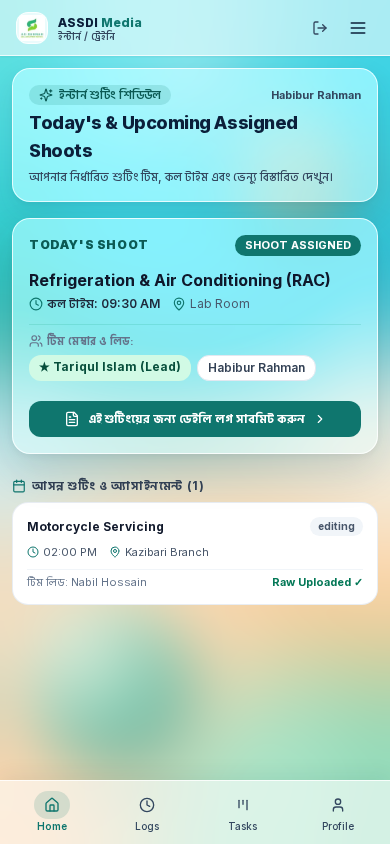 ASSDI Media
ইন্টার্ন / ট্রেইনি
ইন্টার্ন শুটিং শিডিউল
Habibur Rahman
Today's & Upcoming Assigned
Shoots
আপনার নির্ধারিত শুটিং টিম, কল টাইম এবং ভেন্যু বিস্তারিত দেখুন।
TODAY'S SHOOT
SHOOT ASSIGNED
Refrigeration & Air Conditioning (RAC)
কল টাইম: 09:30 AM
Lab Room
টিম মেম্বার ও লিড:
★ Tariqul Islam (Lead)
Habibur Rahman
এই শুটিংয়ের জন্য ডেইলি লগ সাবমিট করুন
আসন্ন শুটিং ও অ্যাসাইনমেন্ট (1)
Motorcycle Servicing
editing
02:00 PM
Kazibari Branch
টিম লিড: Nabil Hossain
Raw Uploaded ✓
Home
Logs
Tasks
Profile